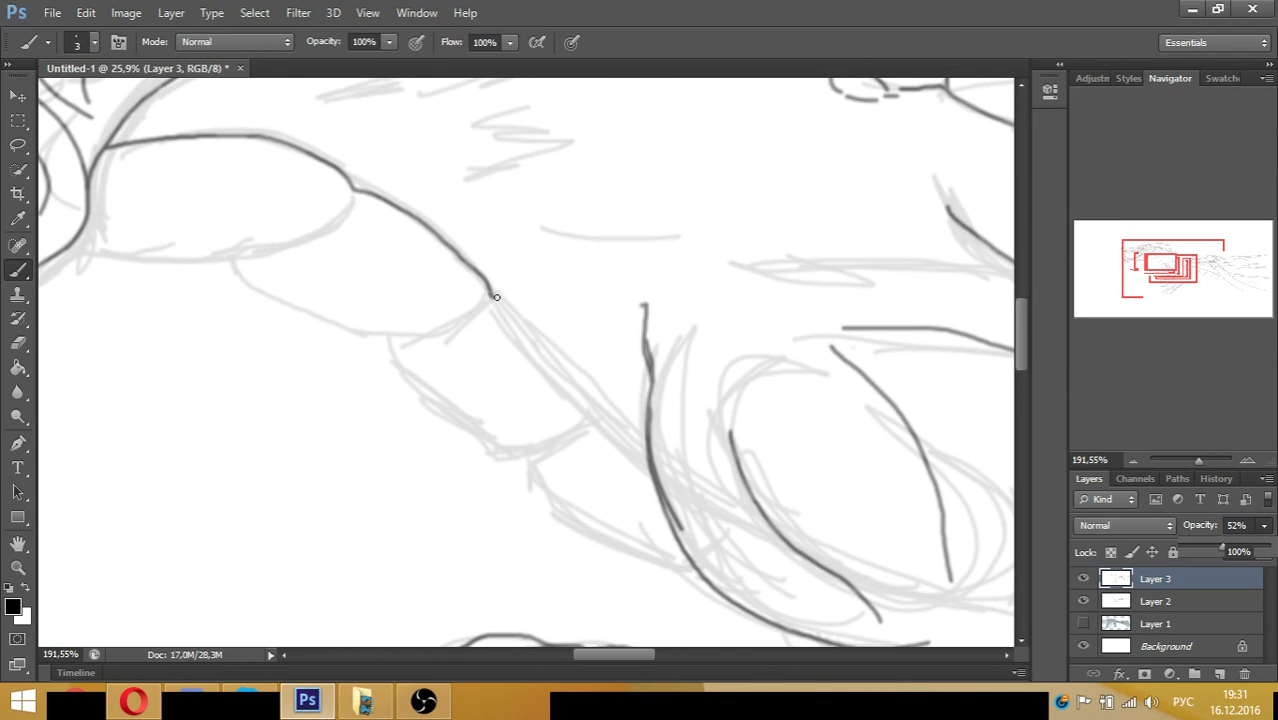 Ps File Edit Image Layer Type Select Filter 3D View Window Help
3 Mode: Normal Opacity: 100% Flow: 100% Essentials
Untitled-1 @ 25,9% (Layer 3, RGB/8) * ×
Adjustm Styles Navigator Swatche
191,55%
Layers Channels Paths History
Kind
Normal Opacity: 52%
Lock: 100%
Layer 3
Layer 2
Layer 1
Background
191,55% Doc: 17,0M/28,3M
Timeline
Ps РУС 19:31
16.12.2016